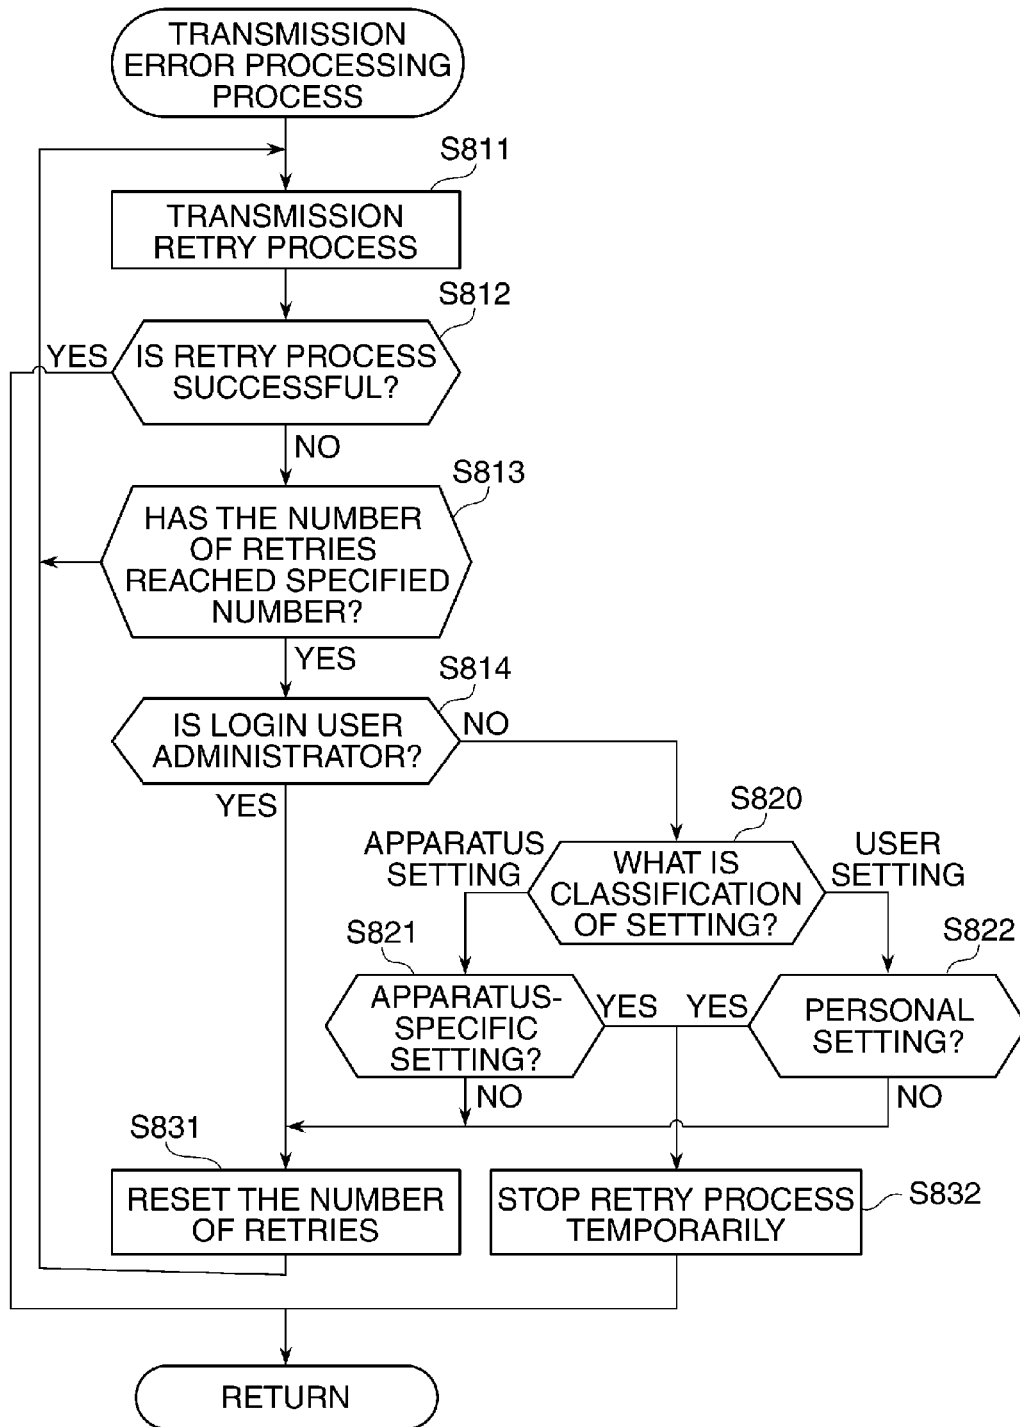 TRANSMISSION
ERROR PROCESSING
PROCESS
S811
TRANSMISSION
RETRY PROCESS
S812
YES
IS RETRY PROCESS
SUCCESSFUL?
NO
S813
HAS THE NUMBER
OF RETRIES
REACHED SPECIFIED
NUMBER?
YES
S814
IS LOGIN USER
ADMINISTRATOR?
NO
YES
S820
APPARATUS
SETTING
WHAT IS
CLASSIFICATION
OF SETTING?
USER
SETTING
S821
APPARATUS-
SPECIFIC
SETTING?
YES
NO
S822
YES
PERSONAL
SETTING?
NO
S831
RESET THE NUMBER
OF RETRIES
STOP RETRY PROCESS
TEMPORARILY
S832
RETURN